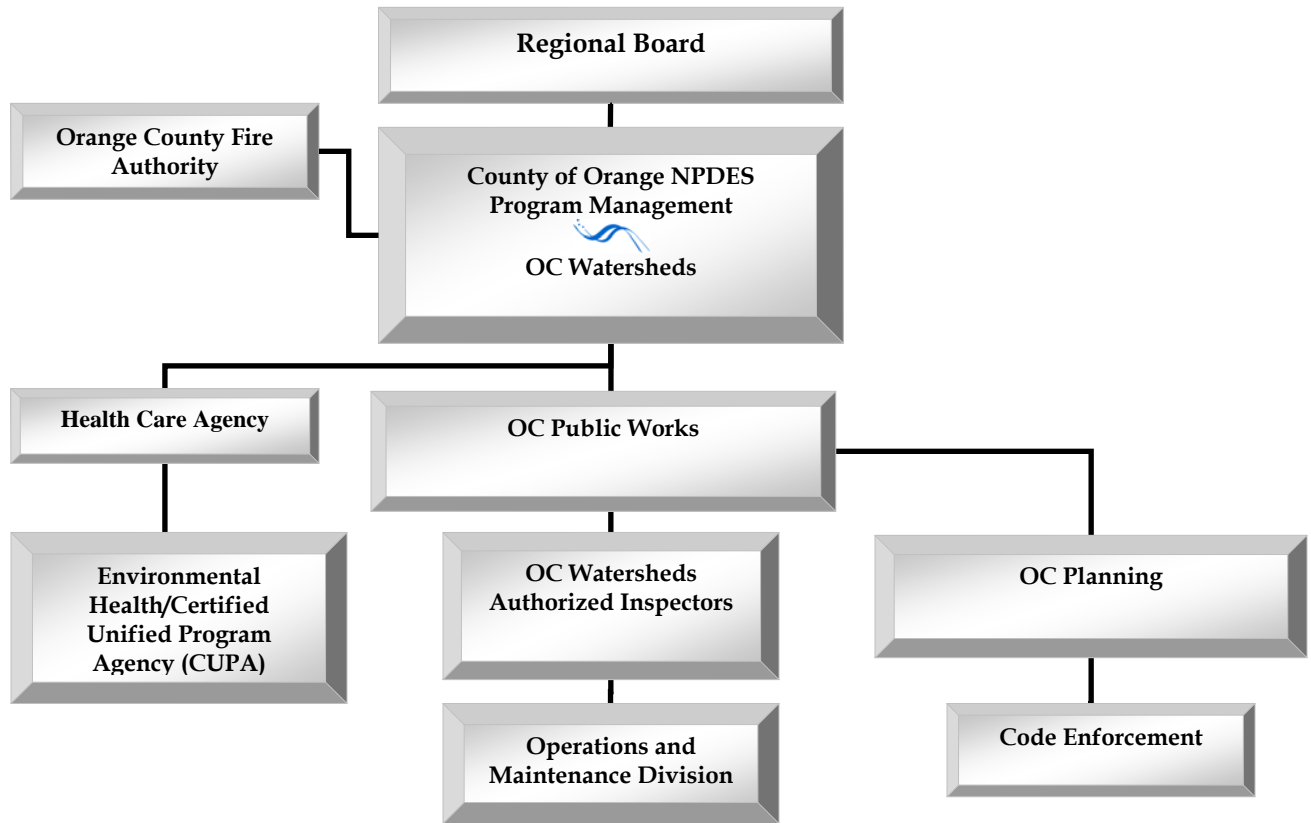 Regional Board
Orange County Fire
Authority
County of Orange NPDES
Program Management
OC Watersheds
Health Care Agency
OC Public Works
Environmental
Health/Certified
Unified Program
Agency (CUPA)
OC Watersheds
Authorized Inspectors
OC Planning
Operations and
Maintenance Division
Code Enforcement